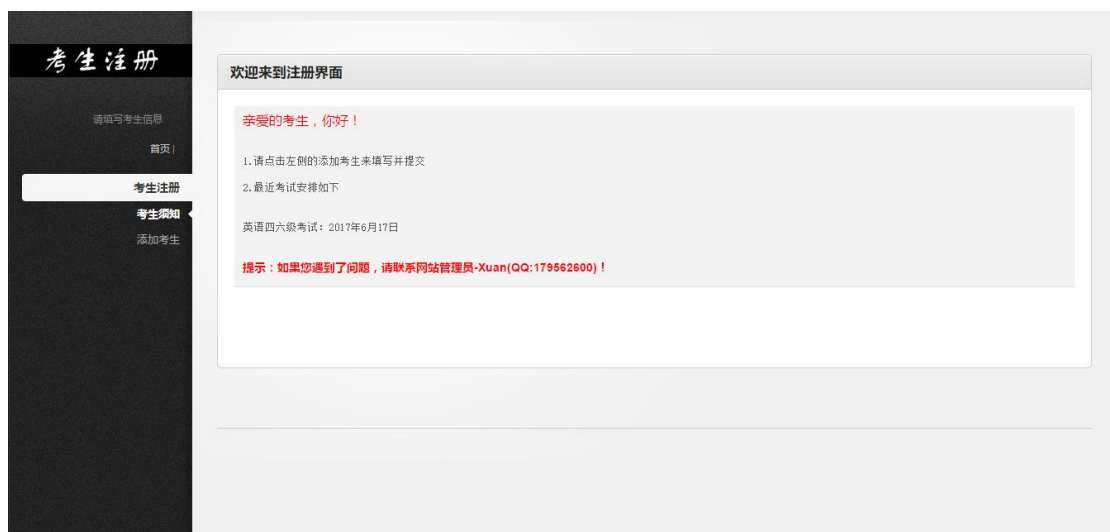 考生注册
请填写考生信息
首页|
考生注册
考生须知
添加考生
欢迎来到注册界面
亲爱的考生，你好！
1.请点击左侧的添加考生来填写并提交
2.最近考试安排如下
英语四六级考试：2017年6月17日
提示：如果您遇到了问题，请联系网站管理员-Xuan(QQ:179562600)！